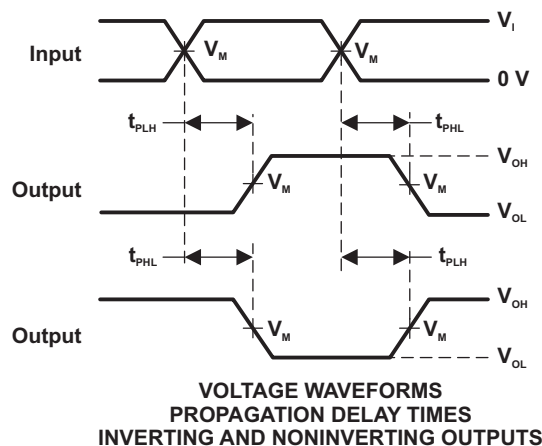 Input
V_M
V_M
V_I
0 V
t_PLH
t_PHL
Output
V_M
V_M
V_OH
V_OL
t_PHL
t_PLH
Output
V_M
V_M
V_OH
V_OL
VOLTAGE WAVEFORMS
PROPAGATION DELAY TIMES
INVERTING AND NONINVERTING OUTPUTS